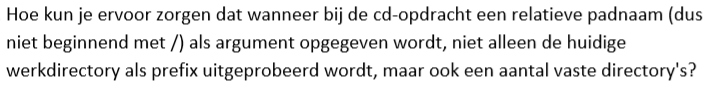 Hoe kun je ervoor zorgen dat wanneer bij de cd-opdracht een relatieve padnaam (dus
niet beginnend met /) als argument opgegeven wordt, niet alleen de huidige
werkdirectory als prefix uitgeprobeerd wordt, maar ook een aantal vaste directory's?